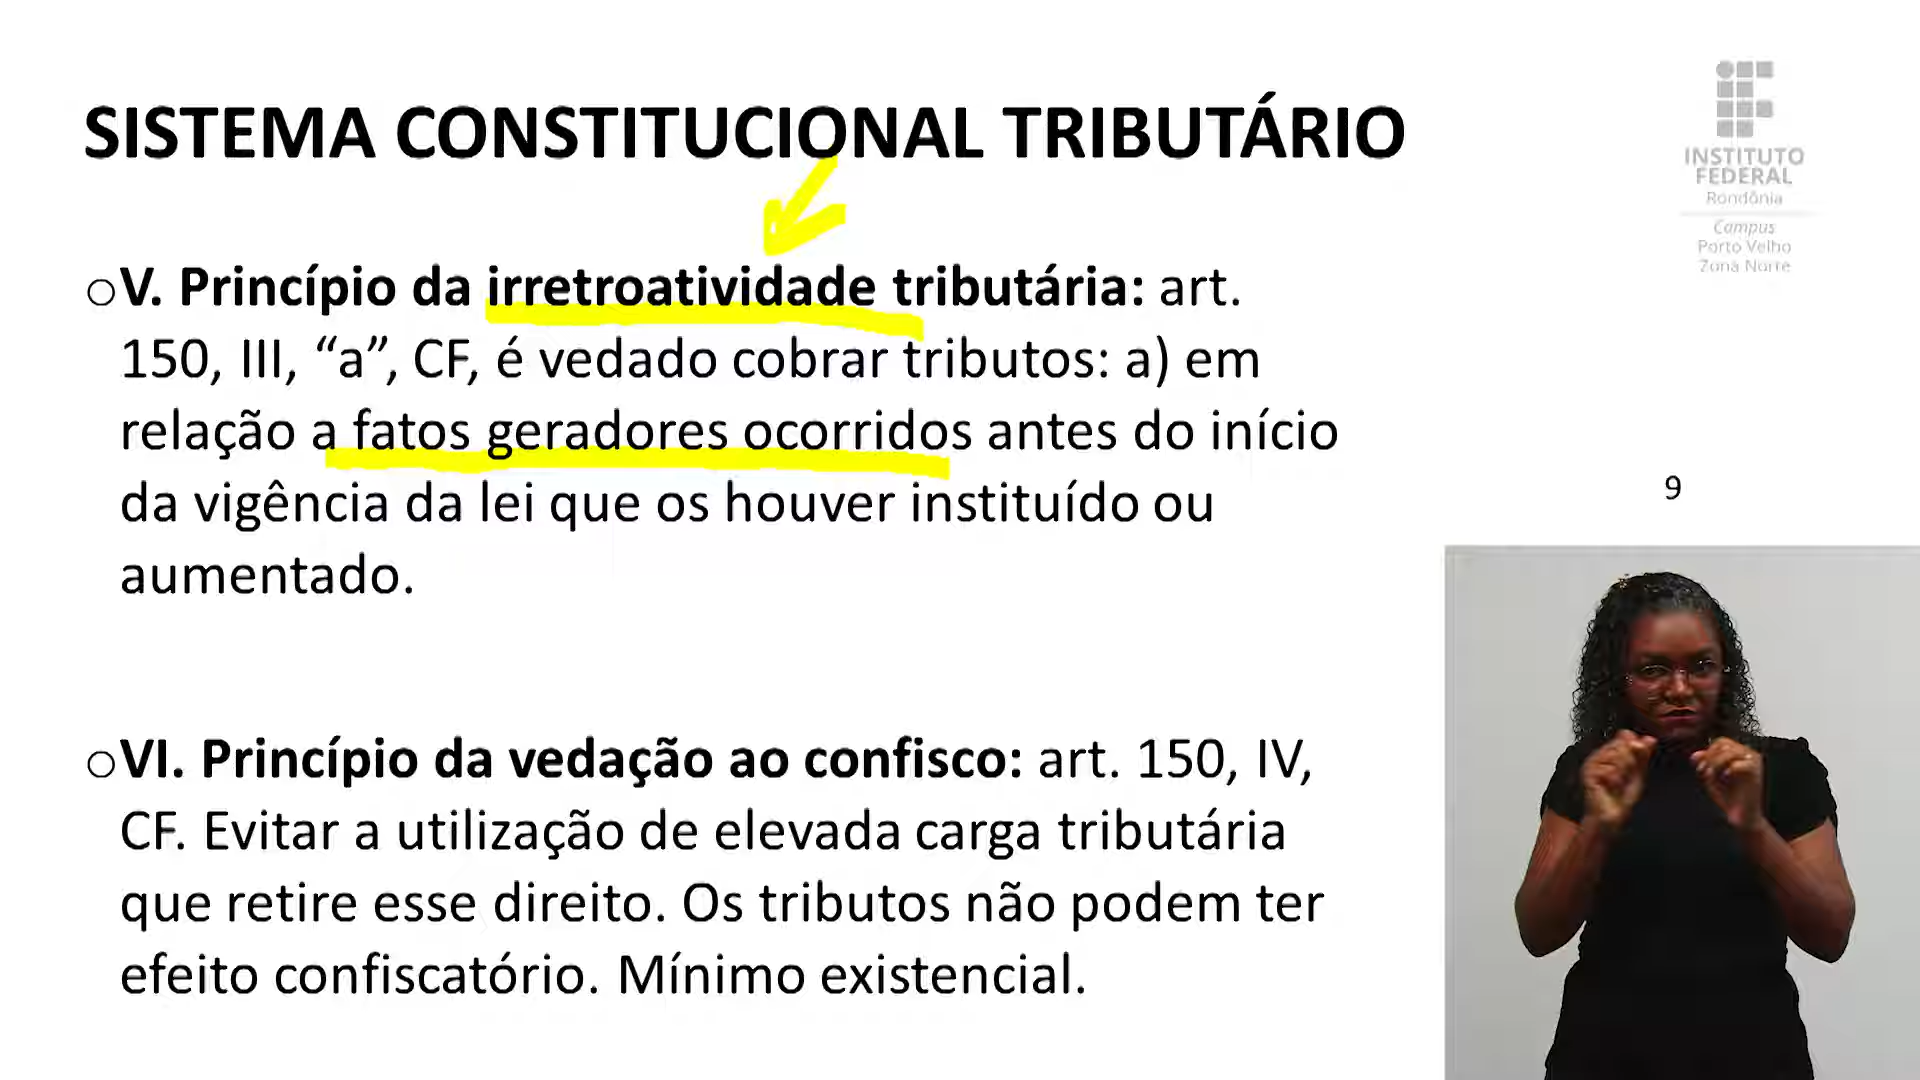 SISTEMA CONSTITUCIONAL TRIBUTÁRIO
INSTITUTO
FEDERAL
Rondônia
Campus
Porto Velho
Zona Norte
V. Princípio da irretroatividade tributária: art.
150, III, “a”, CF, é vedado cobrar tributos: a) em
relação a fatos geradores ocorridos antes do início
da vigência da lei que os houver instituído ou
aumentado.
9
VI. Princípio da vedação ao confisco: art. 150, IV,
CF. Evitar a utilização de elevada carga tributária
que retire esse direito. Os tributos não podem ter
efeito confiscatório. Mínimo existencial.